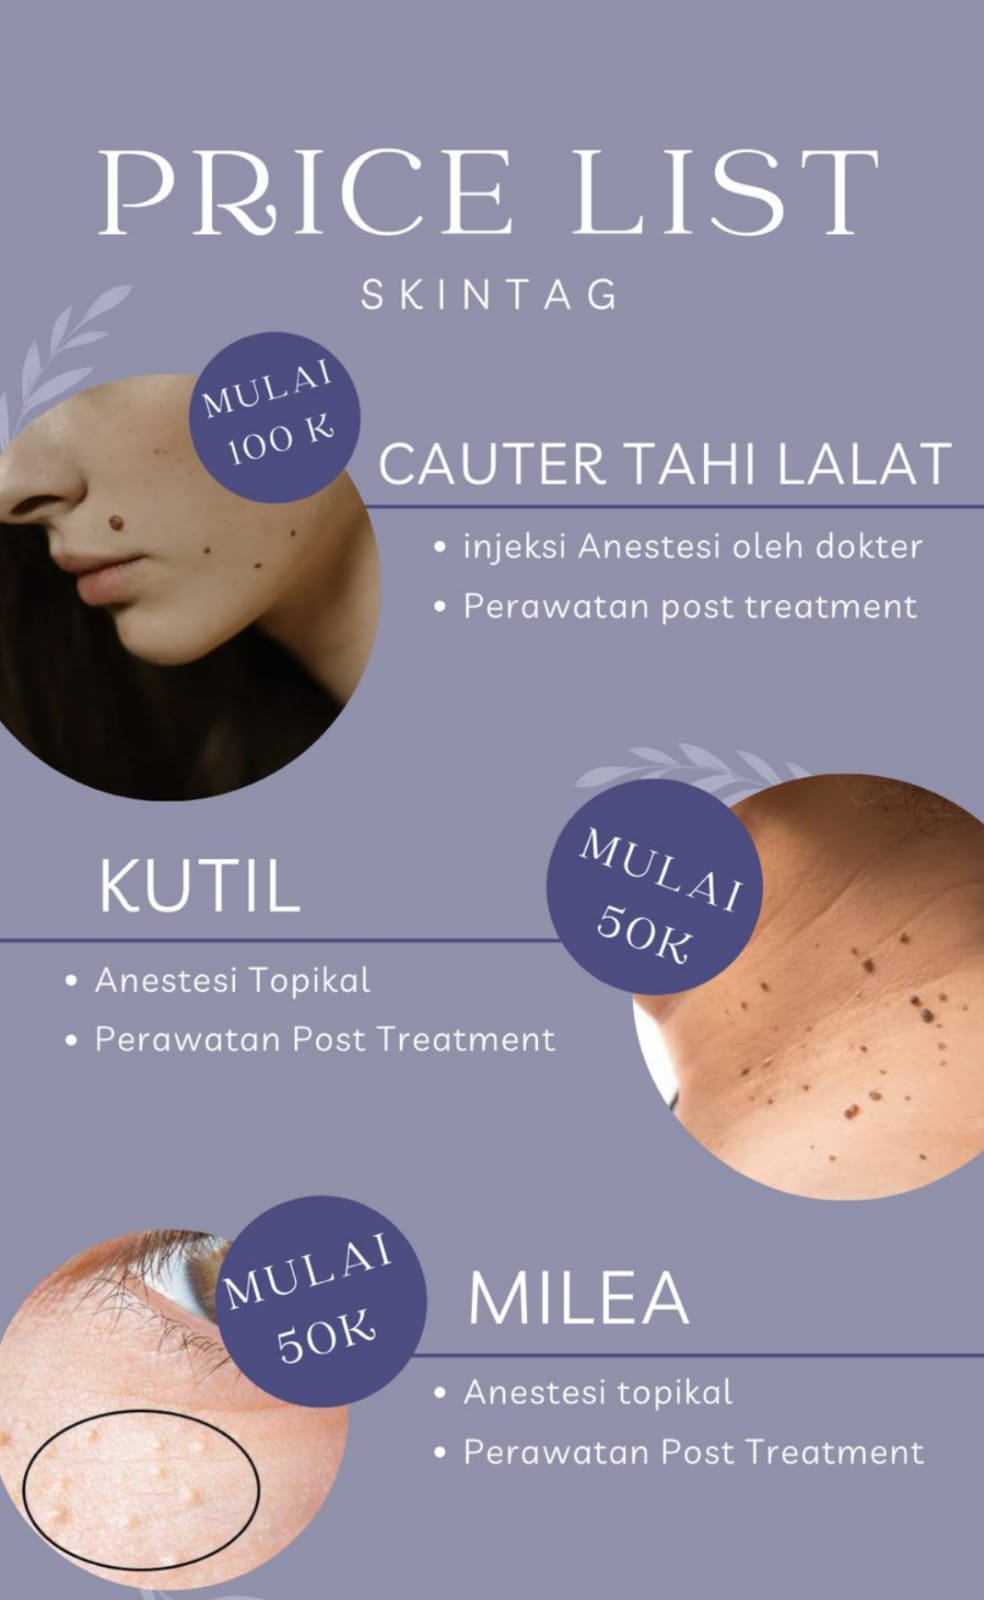 PRICE LIST
SKINTAG
MULAI
100 K
CAUTER TAHI LALAT
• injeksi Anestesi oleh dokter
• Perawatan post treatment
MULAI
50K
KUTIL
• Anestesi Topikal
• Perawatan Post Treatment
MULAI
50K
MILEA
• Anestesi topikal
• Perawatan Post Treatment